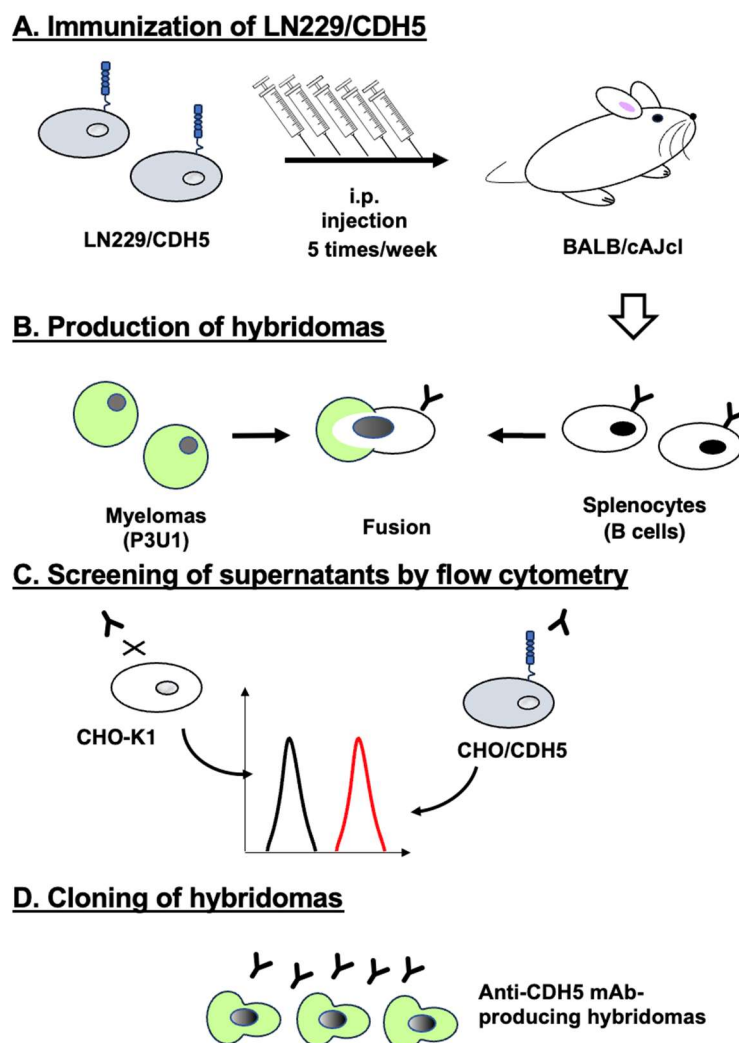 A. Immunization of LN229/CDH5
i.p.
injection
5 times/week
LN229/CDH5
BALB/cAJcl
B. Production of hybridomas
Myelomas
(P3U1)
Fusion
Splenocytes
(B cells)
C. Screening of supernatants by flow cytometry
CHO-K1
CHO/CDH5
D. Cloning of hybridomas
Anti-CDH5 mAb-
producing hybridomas